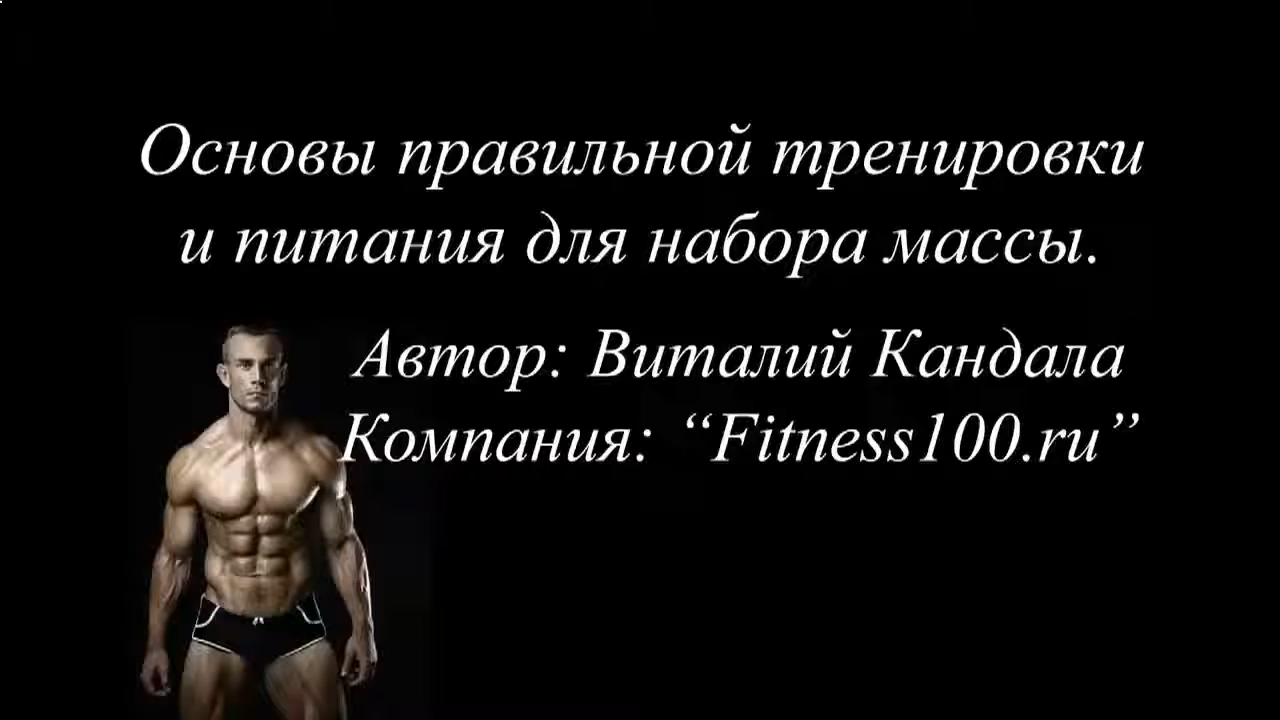 Основы правильной тренировки
и питания для набора массы.
Автор: Виталий Кандала
Компания: “Fitness100.ru”